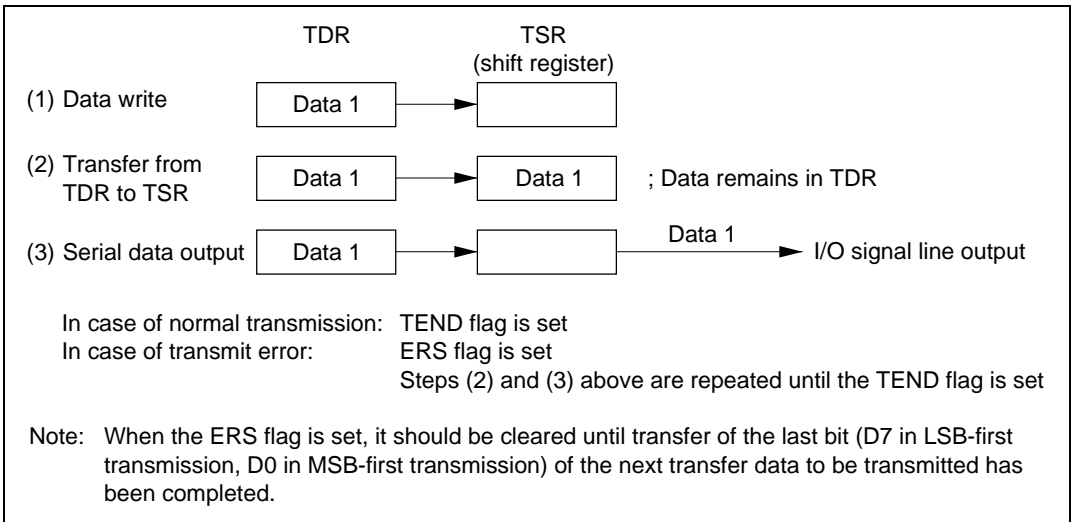 TDR TSR
(shift register)
(1) Data write Data 1
(2) Transfer from
TDR to TSR Data 1 Data 1 ; Data remains in TDR
(3) Serial data output Data 1 Data 1 I/O signal line output
In case of normal transmission: TEND flag is set
In case of transmit error: ERS flag is set
Steps (2) and (3) above are repeated until the TEND flag is set
Note: When the ERS flag is set, it should be cleared until transfer of the last bit (D7 in LSB-first
transmission, D0 in MSB-first transmission) of the next transfer data to be transmitted has
been completed.